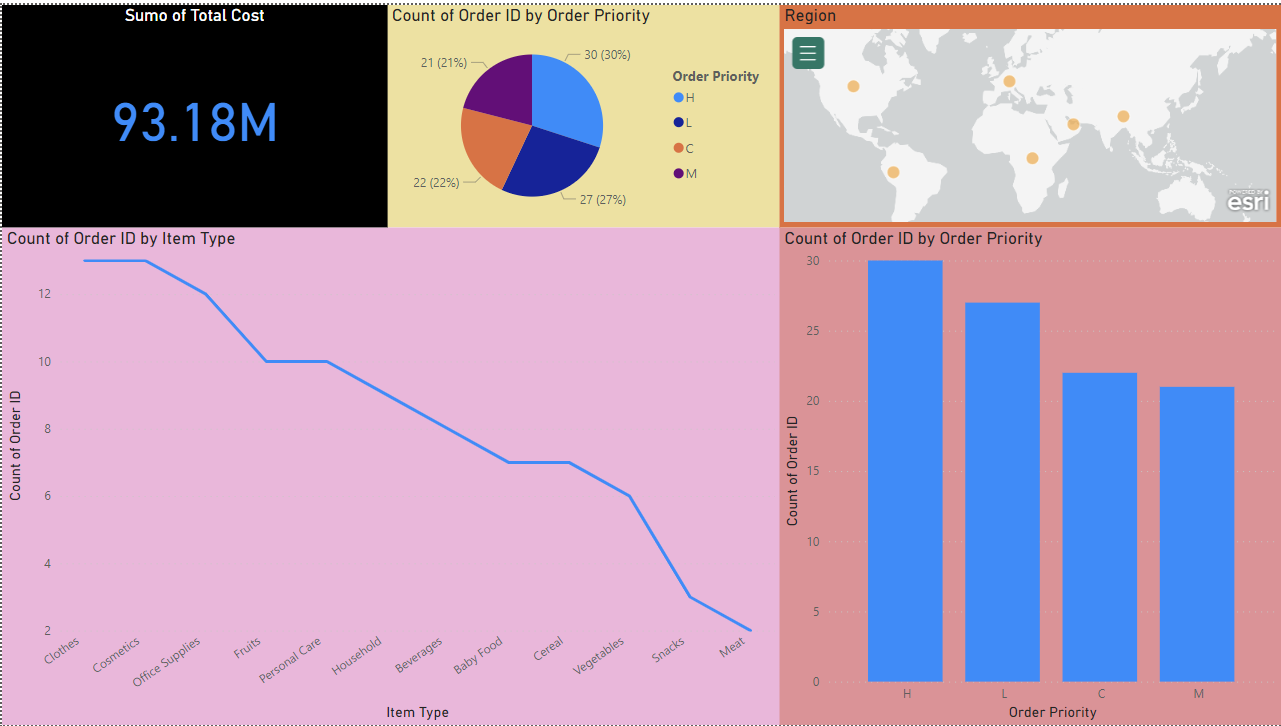 Sumo of Total Cost
93.18M
Count of Order ID by Order Priority
30 (30%)
27 (27%)
22 (22%)
21 (21%)
Order Priority
H
L
C
M
Region
POWERED BY
esri
Count of Order ID by Item Type
Count of Order ID
12
10
8
6
4
2
Clothes
Cosmetics
Office Supplies
Fruits
Personal Care
Household
Beverages
Baby Food
Cereal
Vegetables
Snacks
Meat
Item Type
Count of Order ID by Order Priority
Count of Order ID
30
25
20
15
10
5
0
H
L
C
M
Order Priority